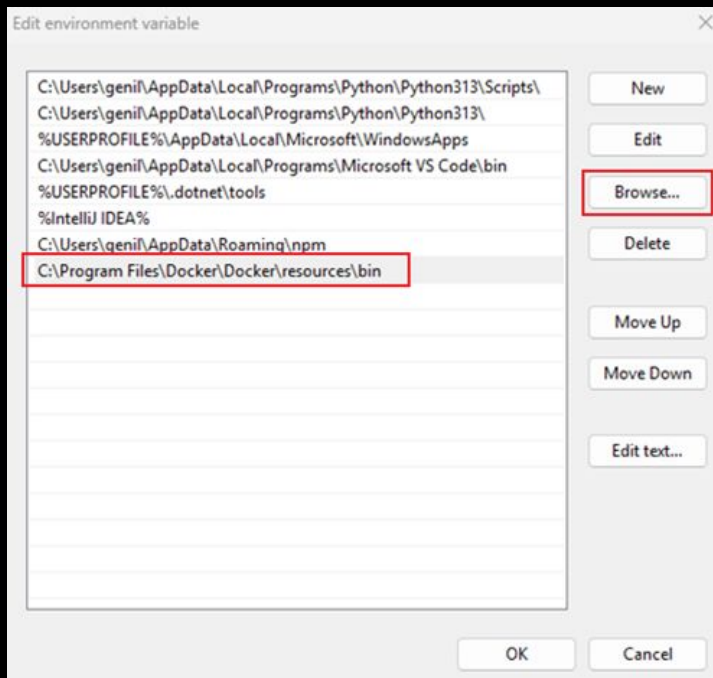 Edit environment variable
C:\Users\genil\AppData\Local\Programs\Python\Python313\Scripts\
C:\Users\genil\AppData\Local\Programs\Python\Python313\
%USERPROFILE%\AppData\Local\Microsoft\WindowsApps
C:\Users\genil\AppData\Local\Programs\Microsoft VS Code\bin
%USERPROFILE%\.dotnet\tools
%IntelliJ IDEA%
C:\Users\genil\AppData\Roaming\npm
C:\Program Files\Docker\Docker\resources\bin
New
Edit
Browse...
Delete
Move Up
Move Down
Edit text...
OK
Cancel